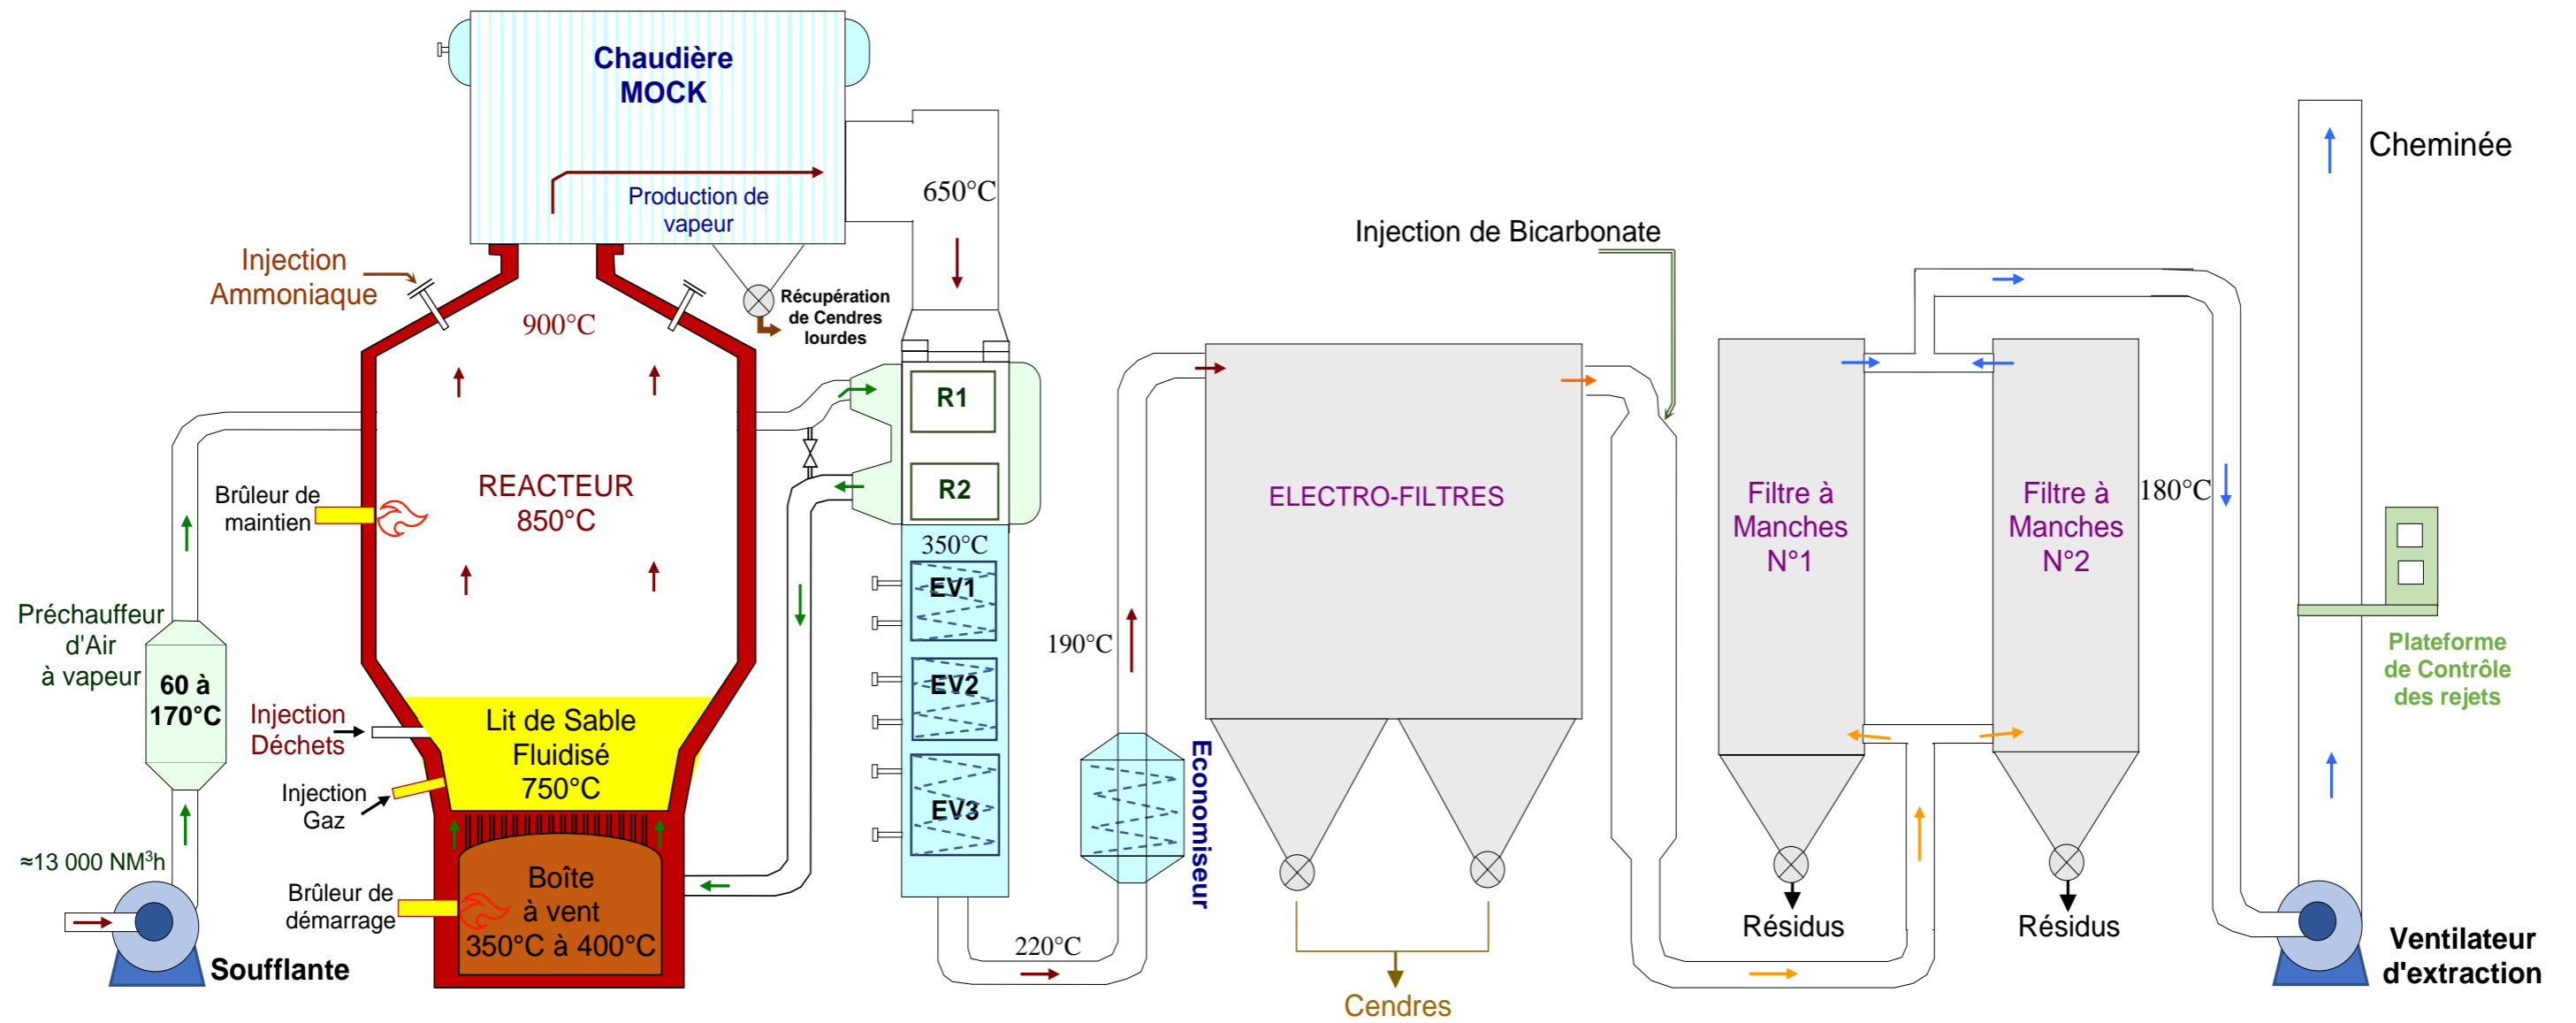 Chaudière
MOCK
Production de
vapeur
650°C
Injection
Ammoniaque
900°C
Récupération
de Cendres
lourdes
R1
R2
REACTEUR
850°C
Brûleur de
maintien
Préchauffeur
d'Air
à vapeur
60 à
170°C
Injection
Déchets
Lit de Sable
Fluidisé
750°C
Injection
Gaz
≈13 000 NM³h
Brûleur de
démarrage
Boîte
à vent
350°C à 400°C
Soufflante
350°C
EV1
EV2
EV3
220°C
190°C
Economiseur
Injection de Bicarbonate
ELECTRO-FILTRES
Cendres
Filtre à
Manches
N°1
Résidus
Filtre à
Manches
N°2
Résidus
180°C
Cheminée
Plateforme
de Contrôle
des rejets
Ventilateur
d'extraction